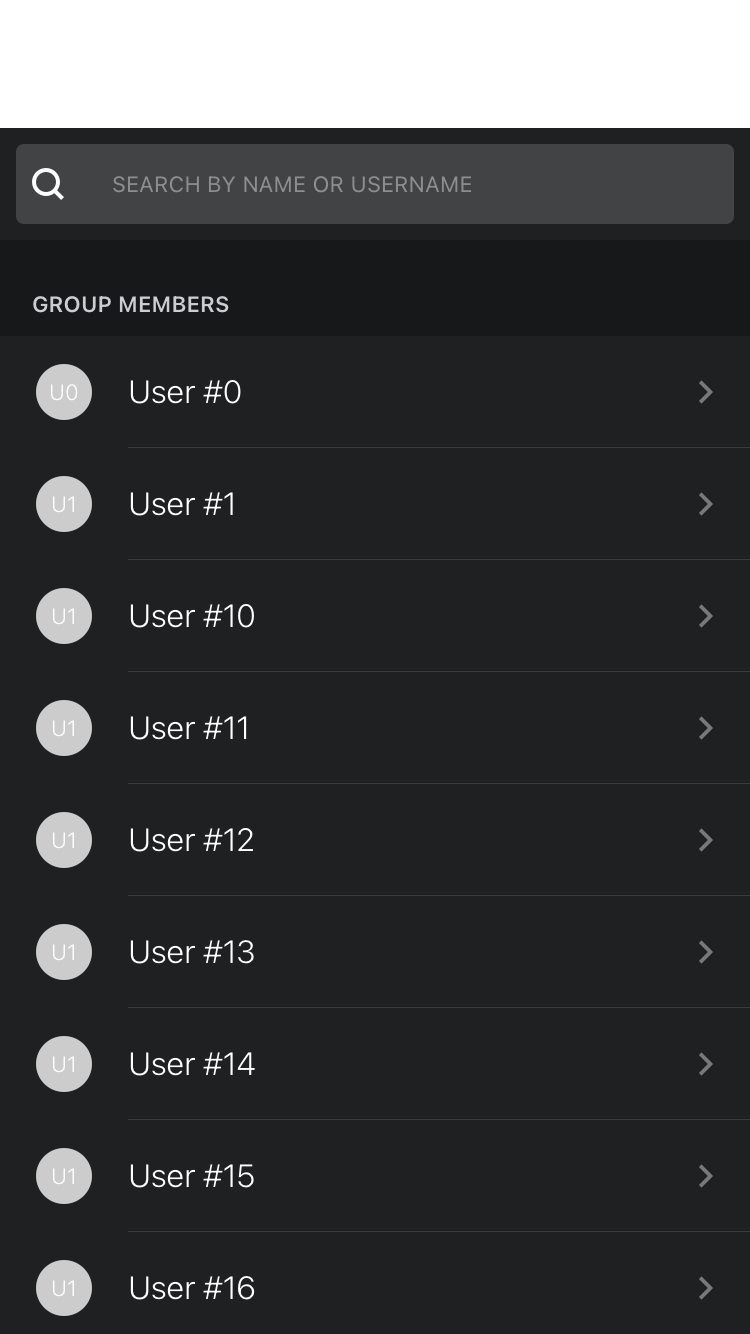 SEARCH BY NAME OR USERNAME
GROUP MEMBERS
U0 User #0
U1 User #1
U1 User #10
U1 User #11
U1 User #12
U1 User #13
U1 User #14
U1 User #15
U1 User #16